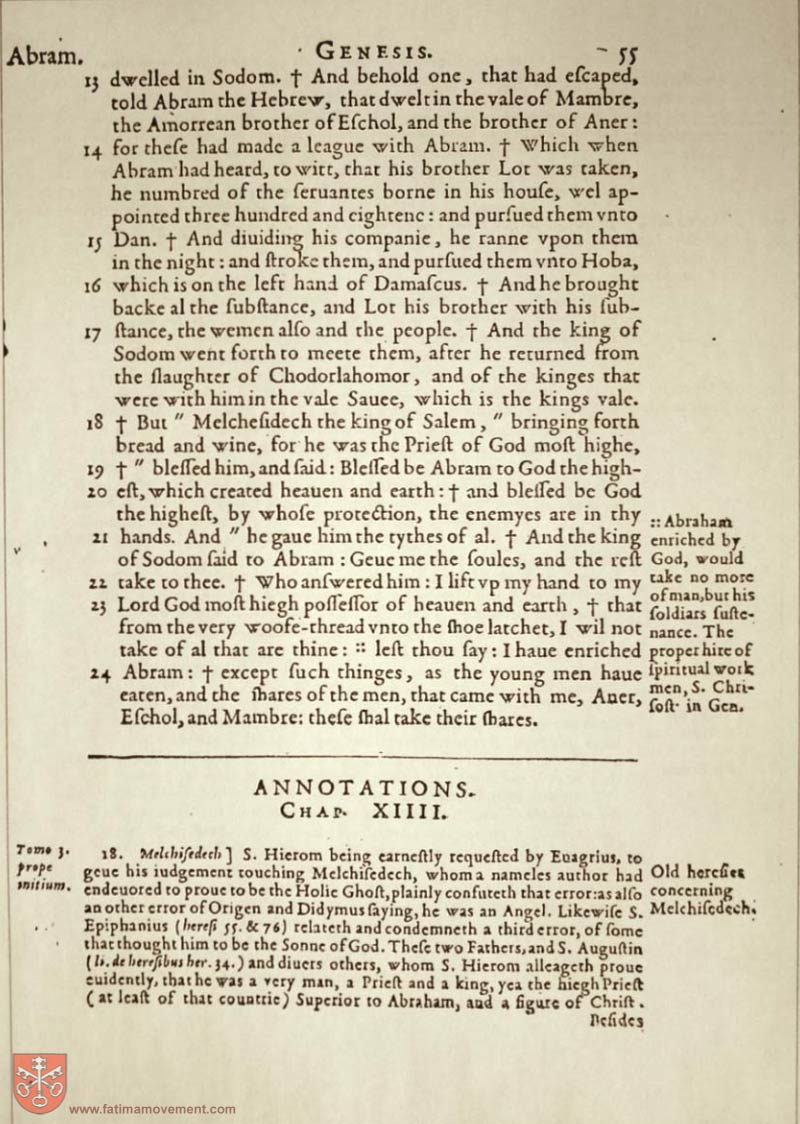 Abram.
GENESIS.
55
13 dwelled in Sodom. † And behold one, that had eſcaped,
told Abram the Hebrew, that dwelt in the vale of Mambre,
the Amorrean brother of Eſchol, and the brother of Aner:
14 for theſe had made a league with Abram. † Which when
Abram had heard, to witt, that his brother Lot was taken,
he numbred of the ſeruantes borne in his houſe, wel ap-
pointed three hundred and eightene: and purſued them vnto
15 Dan. † And diuiding his companie, he ranne vpon them
in the night: and ſtroke them, and purſued them vnto Hoba,
16 which is on the left hand of Damaſcus. † And he brought
backe al the ſubſtance, and Lot his brother with his ſub-
17 ſtance, the wemen alſo and the people. † And the king of
Sodom went forth to meete them, after he returned from
the ſlaughter of Chodorlahomor, and of the kinges that
were with him in the vale Sauee, which is the kings vale.
18 † But " Melcheſidech the king of Salem, " bringing forth
bread and wine, for he was the Prieſt of God moſt highe,
19 † " bleſſed him, and ſaid: Bleſſed be Abram to God the high-
20 eſt, which created heauen and earth: † and bleſſed be God
the higheſt, by whoſe protection, the enemyes are in thy
21 hands. And " he gaue him the tythes of al. † And the king
of Sodom ſaid to Abram: Geue me the ſoules, and the reſt
22 take to thee. † Who anſwered him: I lift vp my hand to my
23 Lord God moſt hiegh poſſeſſor of heauen and earth, † that
from the very woofe-thread vnto the ſhoe latchet, I wil not
take of al that are thine: :: leſt thou ſay: I haue enriched
24 Abram: † except ſuch thinges, as the young men haue
eaten, and the ſhares of the men, that came with me, Aner,
Eſchol, and Mambre: theſe ſhal take their ſhares.
:: Abraham
enriched by
God, would
take no more
of man, but his
ſoldiars ſuſte-
nance. The
proper hire of
ſpiritual work
men, S. Chri-
ſoſt. in Gen.
ANNOTATIONS.
CHAP. XIIII.
Tomo 3.
prope
initium.
18. Melchiſedech] S. Hierom being earneſtly requeſted by Euagrius, to
geue his iudgement touching Melchiſedech, whom a nameles author had
endeuored to proue to be the Holie Ghoſt, plainly confuteth that error: as alſo
an other error of Origen and Didymus ſaying, he was an Angel. Likewiſe S.
Epiphanius (hereſi 55. & 76) relateth and condemneth a third error, of ſome
that thought him to be the Sonne of God. Theſe two Fathers, and S. Auguſtin
(li. de hereſibus her. 34.) and diuers others, whom S. Hierom alleageth proue
euidently, that he was a very man, a Prieſt and a king, yea the hiegh Prieſt
(at leaſt of that countrie) Superior to Abraham, and a figure of Chriſt.
Beſides
Old hereſies
concerning
Melchiſedech.
www.fatimamovement.com